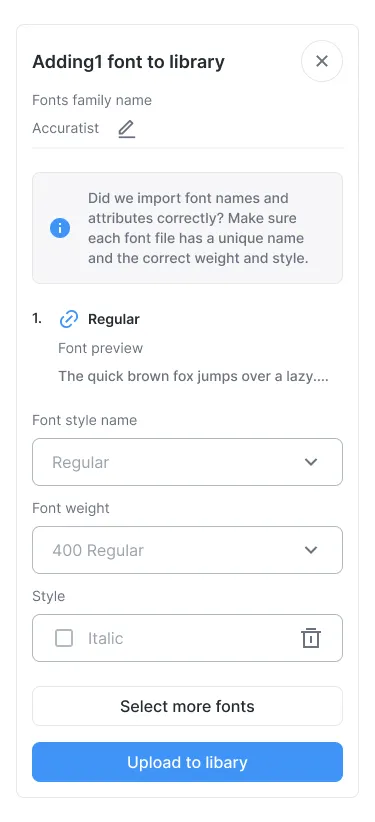 Adding1 font to library
Fonts family name
Accuratist
Did we import font names and
attributes correctly? Make sure
each font file has a unique name
and the correct weight and style.
1. Regular
Font preview
The quick brown fox jumps over a lazy....
Font style name
Regular
Font weight
400 Regular
Style
Italic
Select more fonts
Upload to libary